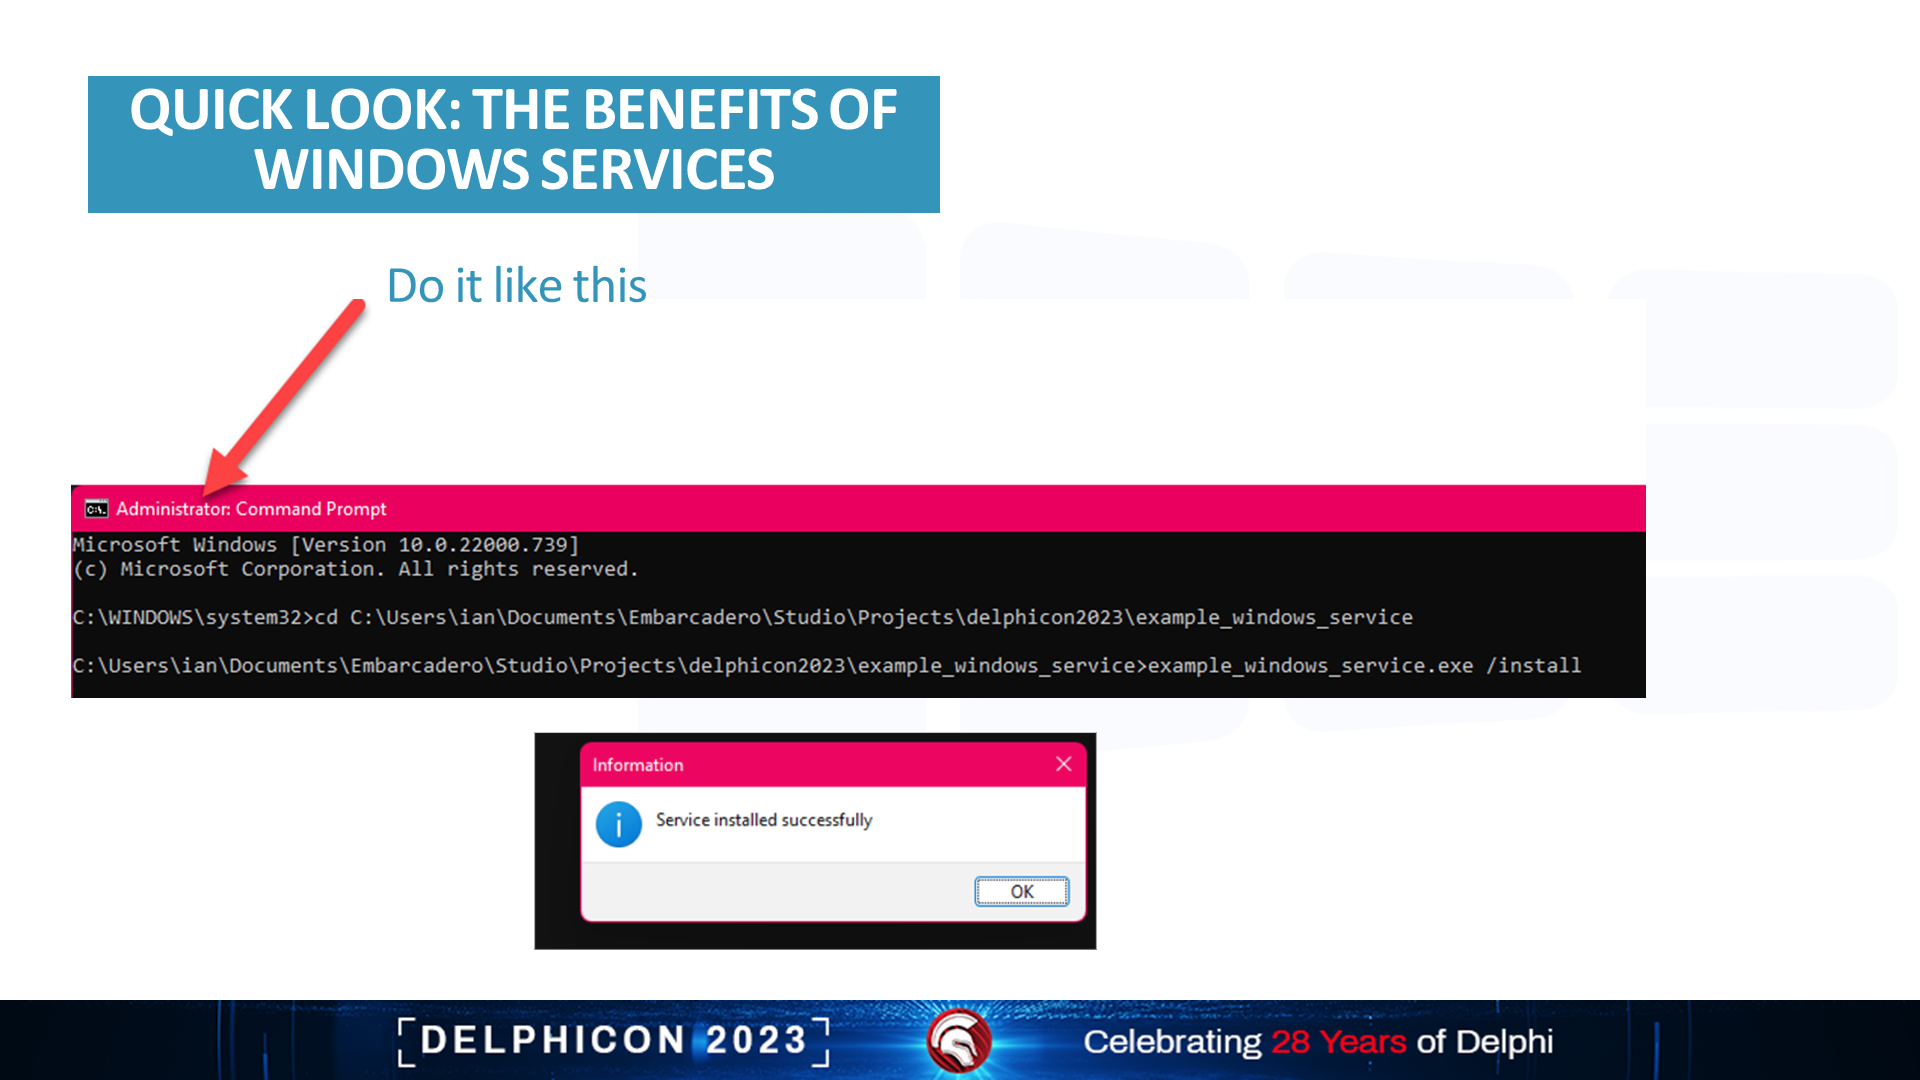 QUICK LOOK: THE BENEFITS OF
WINDOWS SERVICES
Do it like this
C:\. Administrator: Command Prompt
Microsoft Windows [Version 10.0.22000.739]
(c) Microsoft Corporation. All rights reserved.
C:\WINDOWS\system32>cd C:\Users\ian\Documents\Embarcadero\Studio\Projects\delphicon2023\example_windows_service
C:\Users\ian\Documents\Embarcadero\Studio\Projects\delphicon2023\example_windows_service>example_windows_service.exe /install
Information
Service installed successfully
OK
[DELPHICON 2023]
Celebrating 28 Years of Delphi